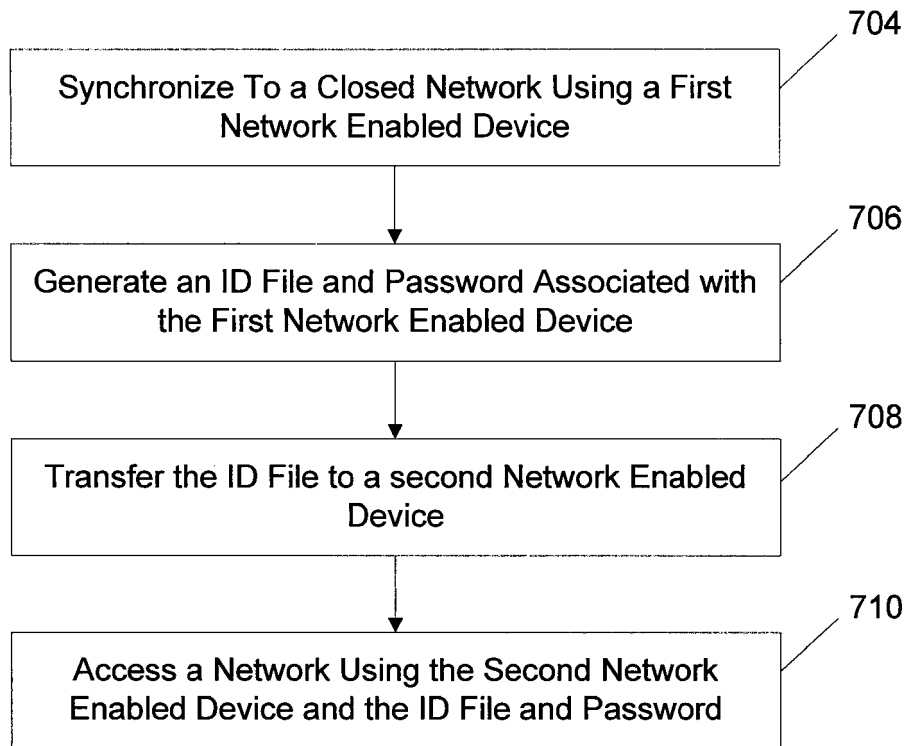 704
Synchronize To a Closed Network Using a First
Network Enabled Device
706
Generate an ID File and Password Associated with
the First Network Enabled Device
708
Transfer the ID File to a second Network Enabled
Device
710
Access a Network Using the Second Network
Enabled Device and the ID File and Password